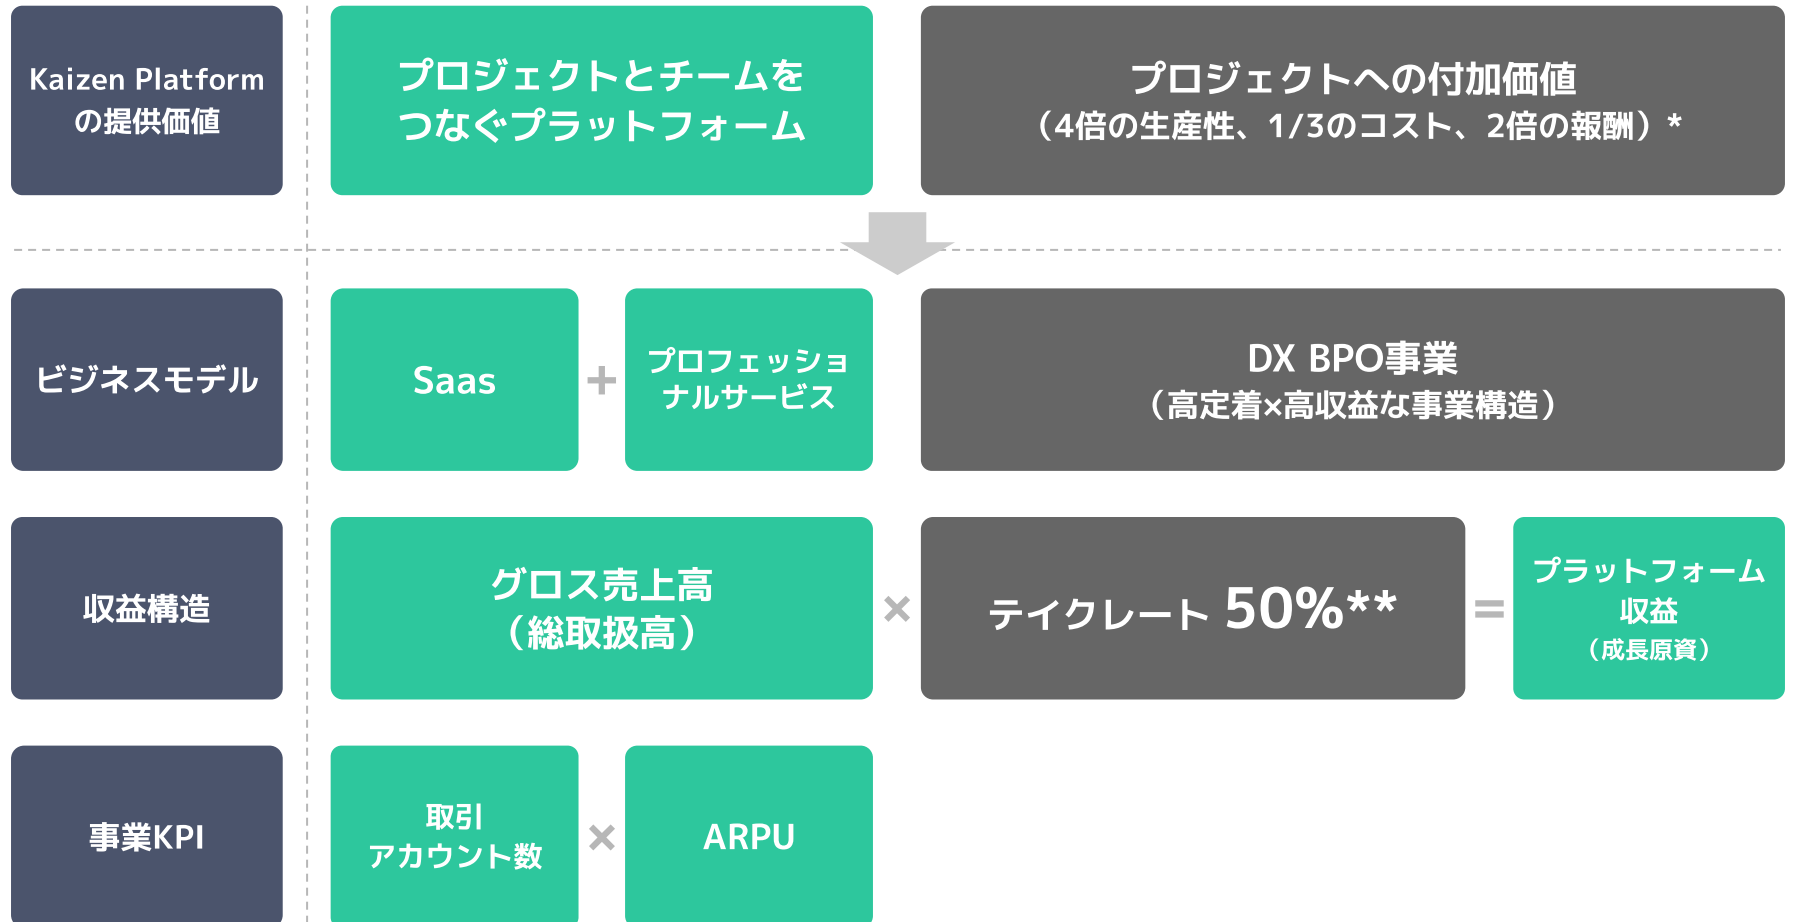 Kaizen Platform
の提供価値
プロジェクトとチームを
つなぐプラットフォーム
プロジェクトへの付加価値
（4倍の生産性、1/3のコスト、2倍の報酬）*
ビジネスモデル
Saas
+
プロフェッショ
ナルサービス
DX BPO事業
（高定着×高収益な事業構造）
収益構造
グロス売上高
（総取扱高）
×
テイクレート 50%**
=
プラットフォーム
収益
（成長原資）
事業KPI
取引
アカウント数
×
ARPU